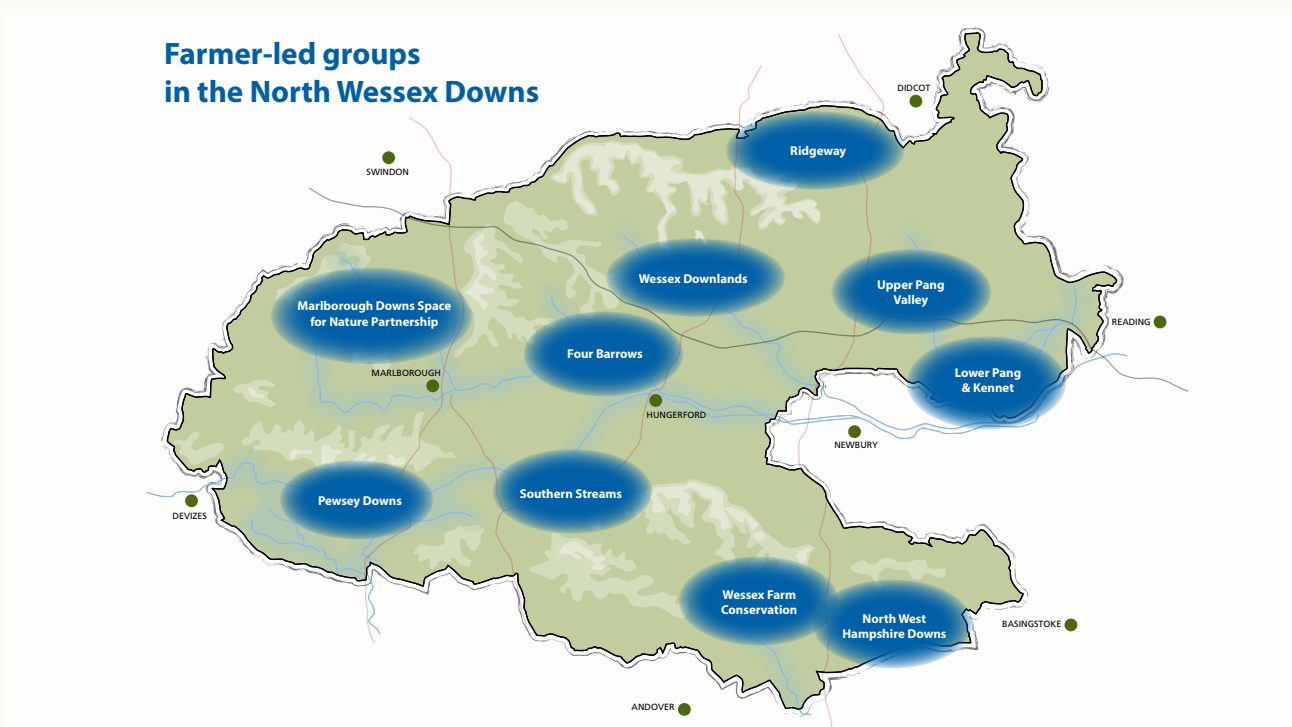 Farmer-led groups
in the North Wessex Downs
DIDCOT
Ridgeway
SWINDON
Wessex Downlands
Upper Pang
Valley
Marlborough Downs Space
for Nature Partnership
READING
Four Barrows
MARLBOROUGH
Lower Pang
& Kennet
HUNGERFORD
NEWBURY
Pewsey Downs
Southern Streams
DEVIZES
Wessex Farm
Conservation
North West
Hampshire Downs
BASINGSTOKE
ANDOVER